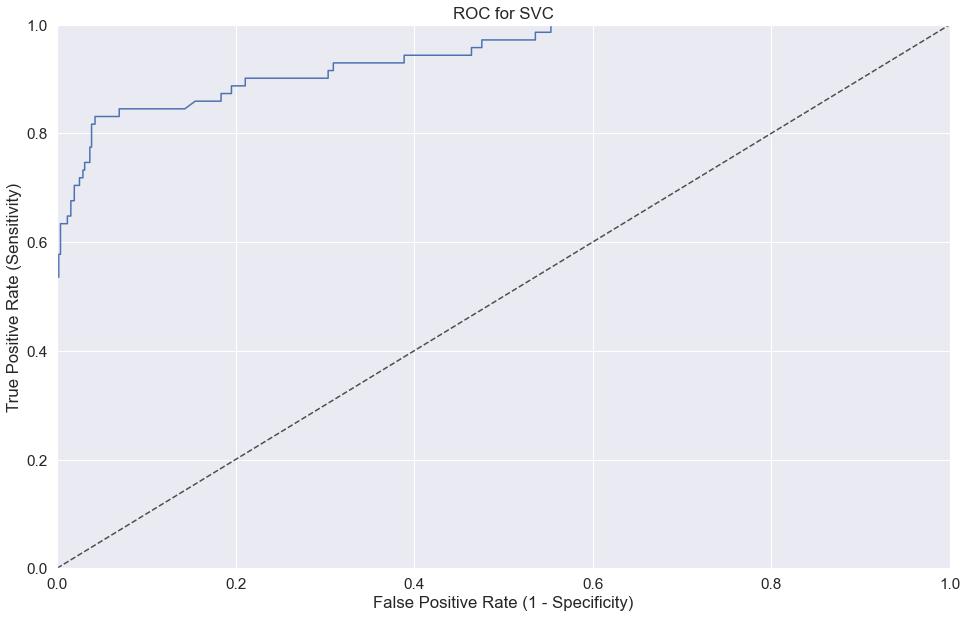 ROC for SVC
True Positive Rate (Sensitivity)
1.0
0.8
0.6
0.4
0.2
0.0
0.0 0.2 0.4 0.6 0.8 1.0
False Positive Rate (1 - Specificity)